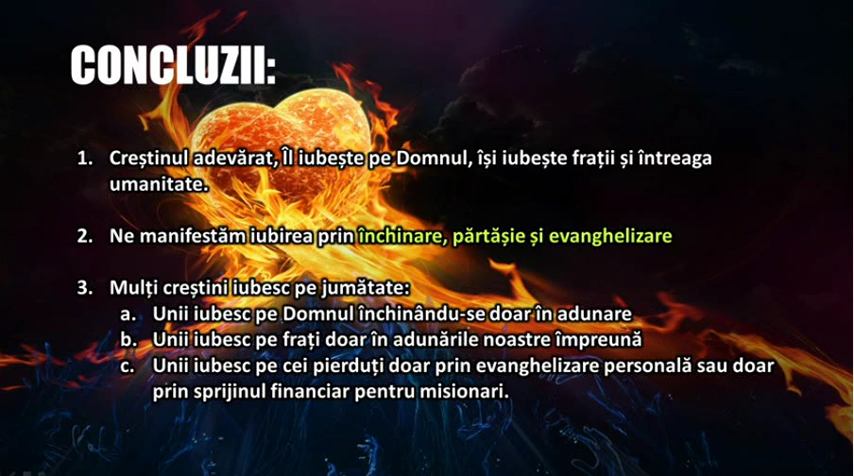 CONCLUZII:
1. Creștinul adevărat, Îl iubește pe Domnul, își iubește frații și întreaga
umanitate.
2. Ne manifestăm iubirea prin închinare, părtășie și evanghelizare
3. Mulți creștini iubesc pe jumătate:
a. Unii iubesc pe Domnul închinându-se doar în adunare
b. Unii iubesc pe frați doar în adunările noastre împreună
c. Unii iubesc pe cei pierduți doar prin evanghelizare personală sau doar
prin sprijinul financiar pentru misionari.